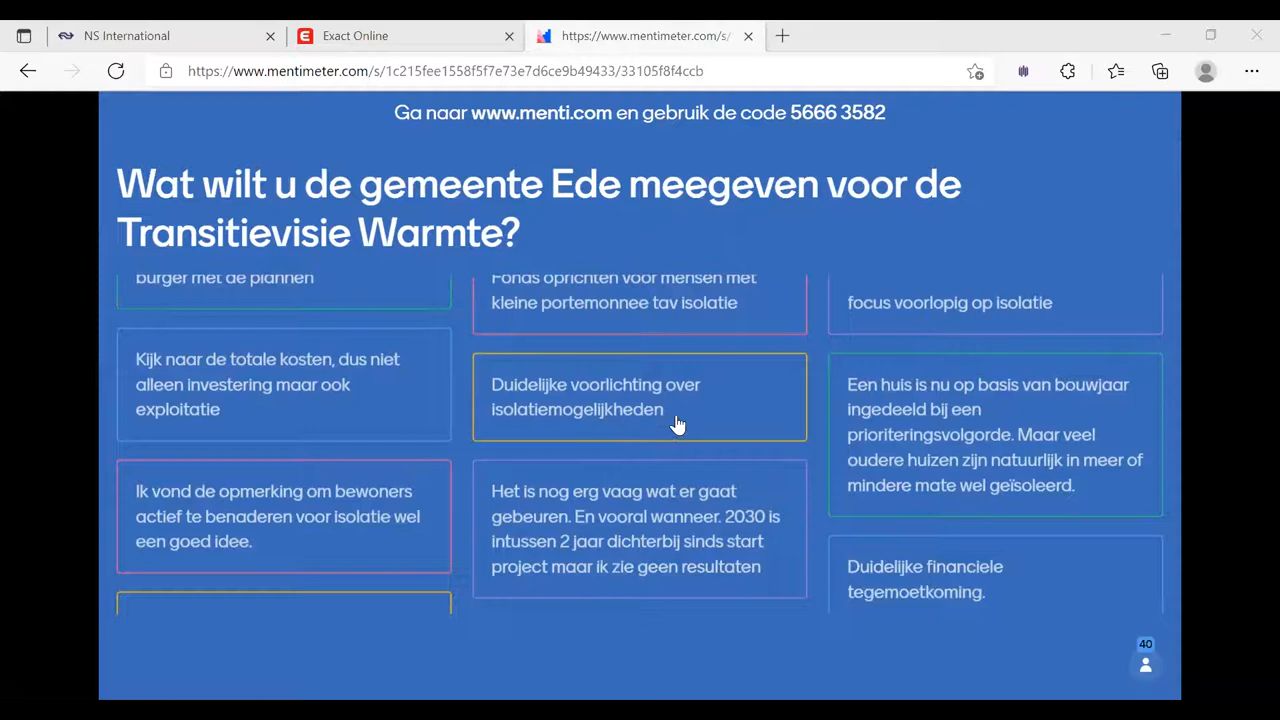 NS International
Exact Online
https://www.mentimeter.com/s/
https://www.mentimeter.com/s/1c215fee1558f5f7e73e7d6ce9b49433/33105f8f4ccb
Ga naar www.menti.com en gebruik de code 5666 3582
Wat wilt u de gemeente Ede meegeven voor de
Transitievisie Warmte?
burger met de plannen
Kijk naar de totale kosten, dus niet
alleen investering maar ook
exploitatie
Ik vond de opmerking om bewoners
actief te benaderen voor isolatie wel
een goed idee.
Fonds oprichten voor mensen met
kleine portemonnee tav isolatie
Duidelijke voorlichting over
isolatiemogelijkheden
Het is nog erg vaag wat er gaat
gebeuren. En vooral wanneer. 2030 is
intussen 2 jaar dichterbij sinds start
project maar ik zie geen resultaten
focus voorlopig op isolatie
Een huis is nu op basis van bouwjaar
ingedeeld bij een
prioriteringsvolgorde. Maar veel
oudere huizen zijn natuurlijk in meer of
mindere mate wel geïsoleerd.
Duidelijke financiele
tegemoetkoming.
40